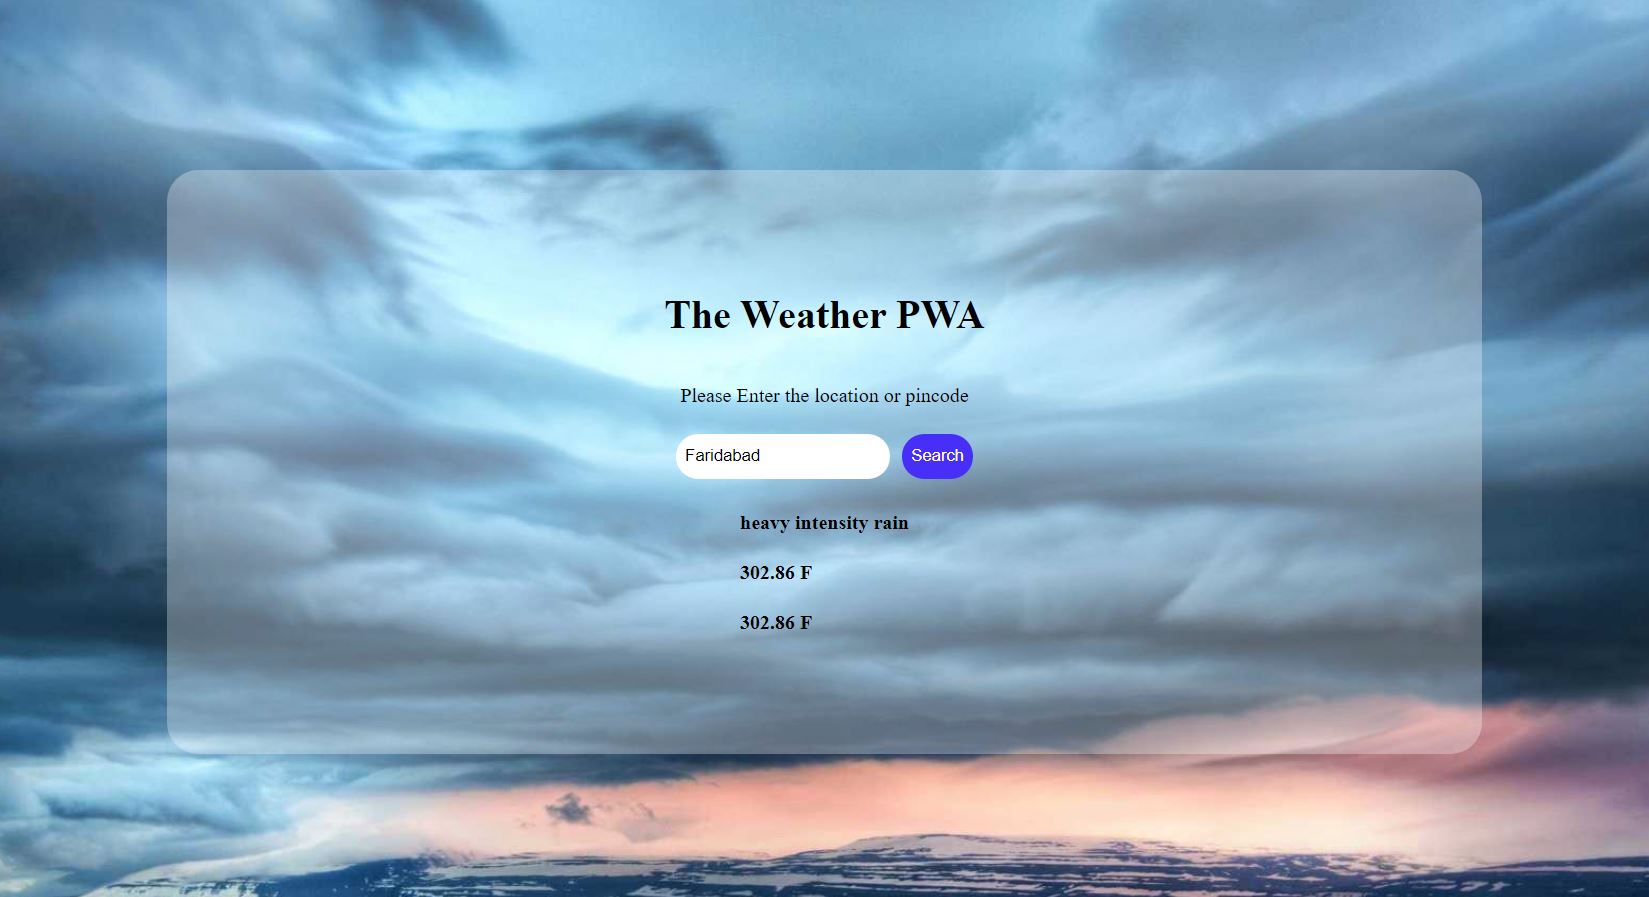 The Weather PWA
Please Enter the location or pincode
Faridabad Search
heavy intensity rain
302.86 F
302.86 F